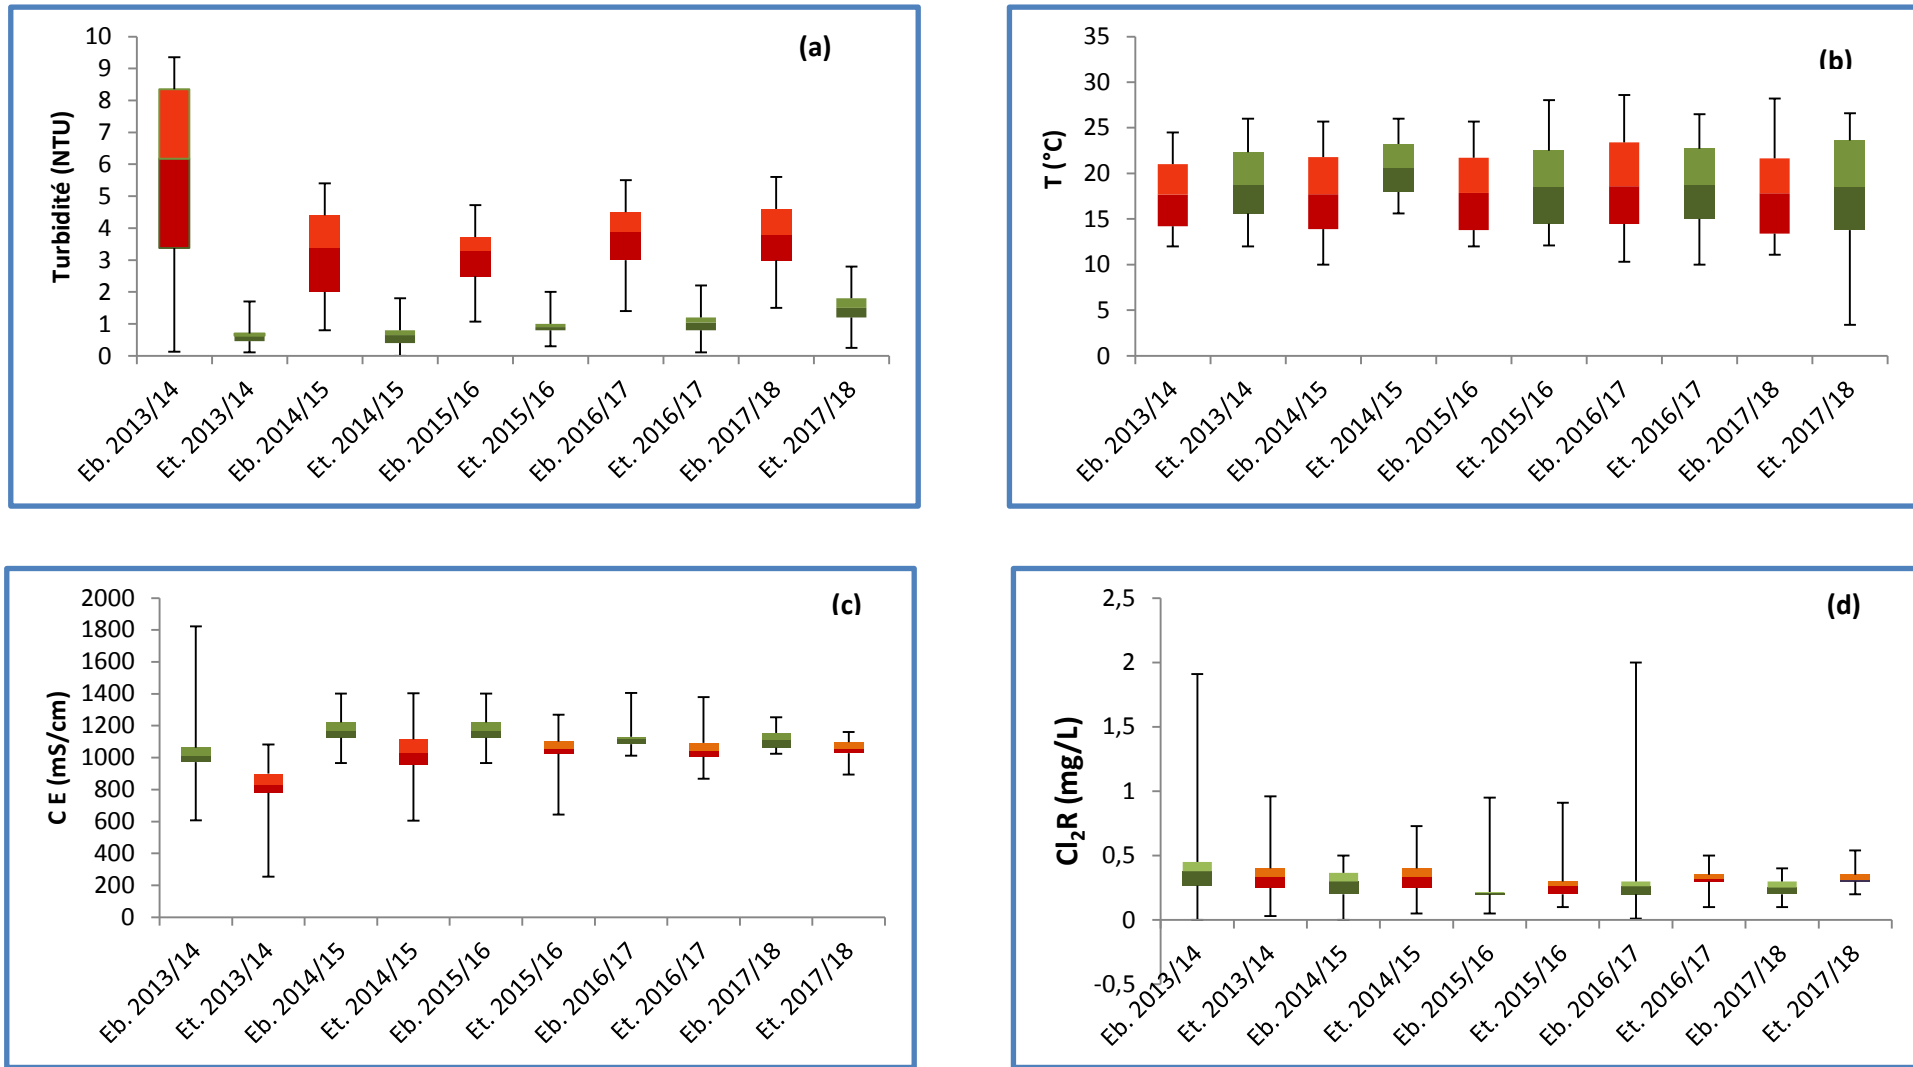 (a)
Turbidité (NTU)
10
9
8
7
6
5
4
3
2
1
0
Eb. 2013/14
Et. 2013/14
Eb. 2014/15
Et. 2014/15
Eb. 2015/16
Et. 2015/16
Eb. 2016/17
Et. 2016/17
Eb. 2017/18
Et. 2017/18
(b)
T (°C)
35
30
25
20
15
10
5
0
Eb. 2013/14
Et. 2013/14
Eb. 2014/15
Et. 2014/15
Eb. 2015/16
Et. 2015/16
Eb. 2016/17
Et. 2016/17
Eb. 2017/18
Et. 2017/18
(c)
C E (mS/cm)
2000
1800
1600
1400
1200
1000
800
600
400
200
0
Eb. 2013/14
Et. 2013/14
Eb. 2014/15
Et. 2014/15
Eb. 2015/16
Et. 2015/16
Eb. 2016/17
Et. 2016/17
Eb. 2017/18
Et. 2017/18
(d)
Cl₂R (mg/L)
2,5
2
1,5
1
0,5
0
-0,5
Eb. 2013/14
Et. 2013/14
Eb. 2014/15
Et. 2014/15
Eb. 2015/16
Et. 2015/16
Eb. 2016/17
Et. 2016/17
Eb. 2017/18
Et. 2017/18